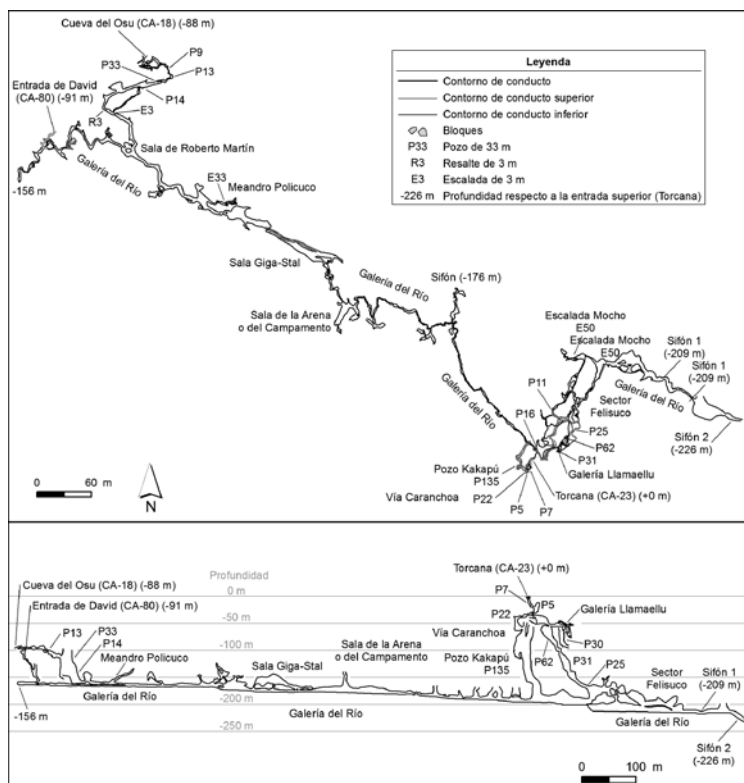 Cueva del Osu (CA-18) (-88 m)
P9
P33
P13
Entrada de David
(CA-80) (-91 m)
P14
R3
E3
Sala de Roberto Martín
Galería del Río
-156 m
E33
Meandro Policuco
Sala Giga-Stal
Galería del Río
Sifón (-176 m)
Sala de la Arena
o del Campamento
Galería del Río
Escalada Mocho
E50
Escalada Mocho
E50
Sifón 1
(-209 m)
Sifón 1
(-209 m)
Galería del Río
Sifón 2
(-226 m)
P11
Sector
Felisuco
P16
P25
P62
P31
Galería Llamaellu
Pozo Kakapú
P135
Torcana (CA-23) (+0 m)
Vía Caranchoa
P22
P5
P7
0
60 m
N
Leyenda
Contorno de conducto
Contorno de conducto superior
Contorno de conducto inferior
Bloques
P33 Pozo de 33 m
R3 Resalte de 3 m
E3 Escalada de 3 m
-226 m Profundidad respecto a la entrada superior (Torcana)
Profundidad
0 m
-50 m
-100 m
-150 m
-200 m
-250 m
Cueva del Osu (CA-18) (-88 m)
Entrada de David (CA-80) (-91 m)
P13
P33
P14
Meandro Policuco
Galería del Río
-156 m
Sala Giga-Stal
Sala de la Arena
o del Campamento
Galería del Río
Torcana (CA-23) (+0 m)
P7
P5
P22
Galería Llamaellu
Vía Caranchoa
P30
Pozo Kakapú
P135
P62
P31
P25
Sector
Felisuco
Sifón 1
(-209 m)
Galería del Río
Sifón 2
(-226 m)
0
100 m